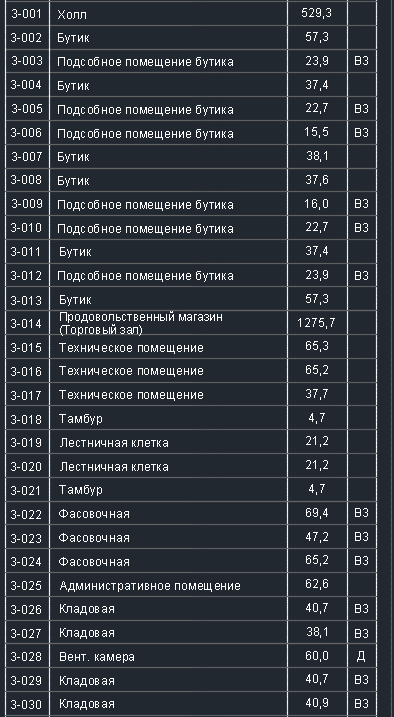 3-001 Холл 529,3
3-002 Бутик 57,3
3-003 Подсобное помещение бутика 23,9 В3
3-004 Бутик 37,4
3-005 Подсобное помещение бутика 22,7 В3
3-006 Подсобное помещение бутика 15,5 В3
3-007 Бутик 38,1
3-008 Бутик 37,6
3-009 Подсобное помещение бутика 16,0 В3
3-010 Подсобное помещение бутика 22,7 В3
3-011 Бутик 37,4
3-012 Подсобное помещение бутика 23,9 В3
3-013 Бутик 57,3
3-014 Продовольственный магазин 1275,7
(Торговый зал)
3-015 Техническое помещение 65,3
3-016 Техническое помещение 65,2
3-017 Техническое помещение 37,7
3-018 Тамбур 4,7
3-019 Лестничная клетка 21,2
3-020 Лестничная клетка 21,2
3-021 Тамбур 4,7
3-022 Фасовочная 69,4 В3
3-023 Фасовочная 47,2 В3
3-024 Фасовочная 65,2 В3
3-025 Административное помещение 62,6
3-026 Кладовая 40,7 В3
3-027 Кладовая 38,1 В3
3-028 Вент. камера 60,0 Д
3-029 Кладовая 40,7 В3
3-030 Кладовая 40,9 В3